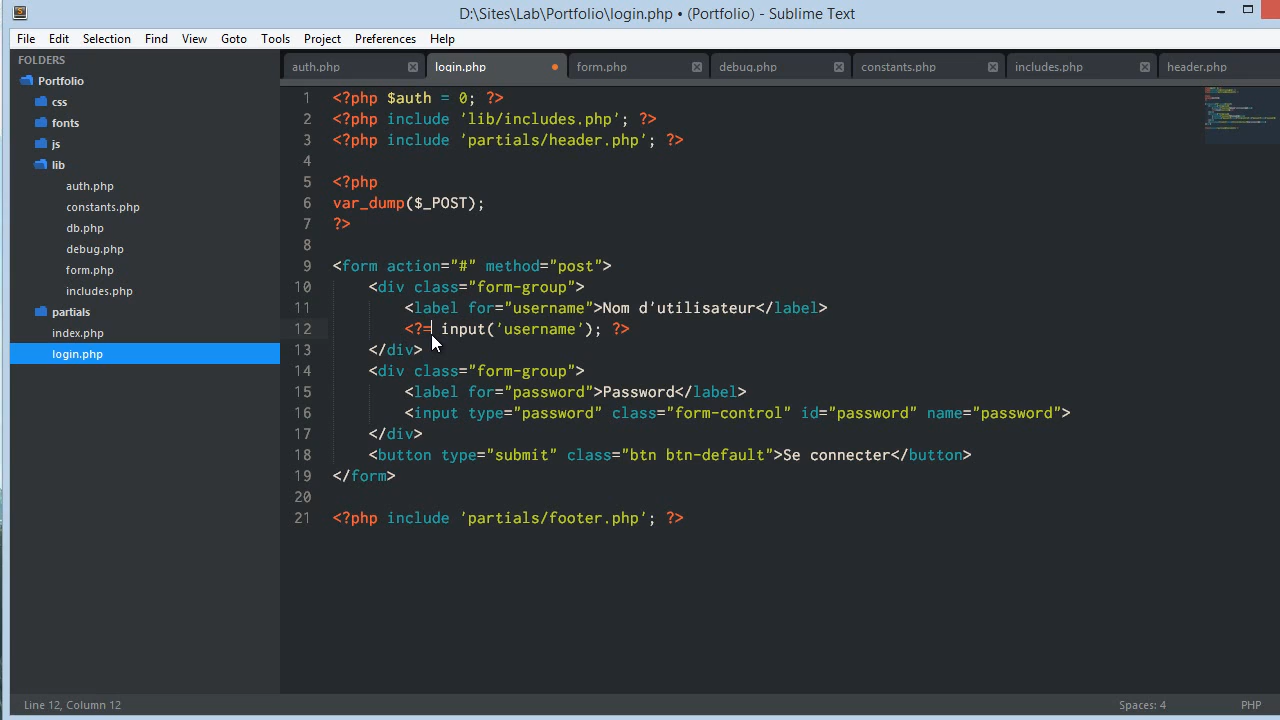 D:\Sites\Lab\Portfolio\login.php • (Portfolio) - Sublime Text
File Edit Selection Find View Goto Tools Project Preferences Help
FOLDERS
Portfolio
css
fonts
js
lib
auth.php
constants.php
db.php
debug.php
form.php
includes.php
partials
index.php
login.php
auth.php login.php form.php debug.php constants.php includes.php header.php
1 <?php $auth = 0; ?>
2 <?php include 'lib/includes.php'; ?>
3 <?php include 'partials/header.php'; ?>
4
5 <?php
6 var_dump($_POST);
7 ?>
8
9 <form action="#" method="post">
10 <div class="form-group">
11 <label for="username">Nom d'utilisateur</label>
12 <?= input('username'); ?>
13 </div>
14 <div class="form-group">
15 <label for="password">Password</label>
16 <input type="password" class="form-control" id="password" name="password">
17 </div>
18 <button type="submit" class="btn btn-default">Se connecter</button>
19 </form>
20
21 <?php include 'partials/footer.php'; ?>
Line 12, Column 12 Spaces: 4 PHP